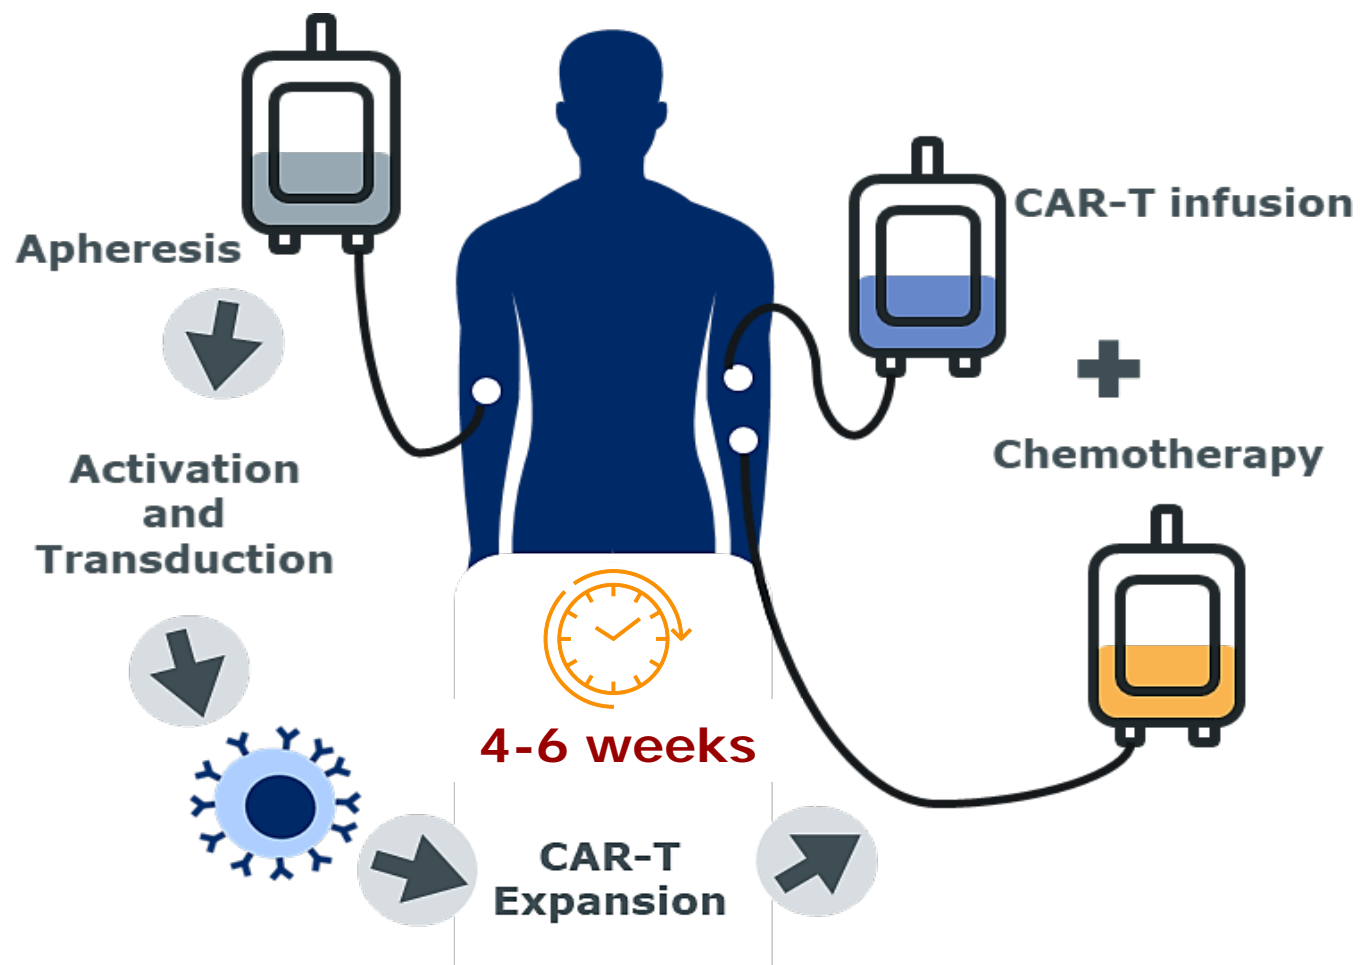 Apheresis
Activation
and
Transduction
4-6 weeks
CAR-T
Expansion
CAR-T infusion
Chemotherapy